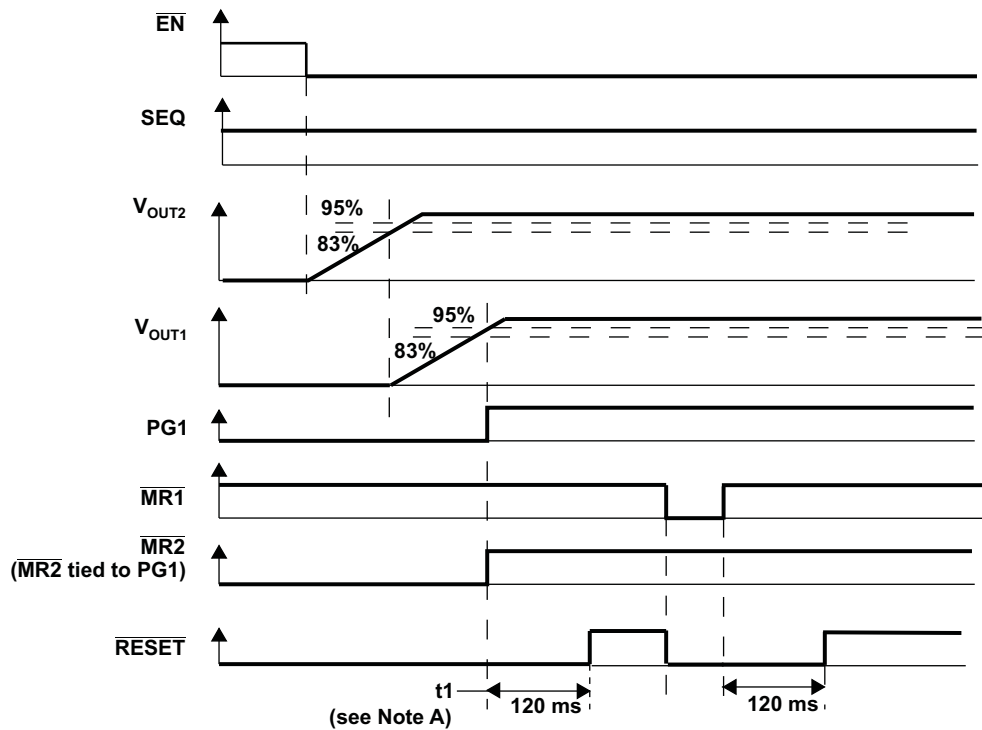 EN
SEQ
VOUT2
95%
83%
VOUT1
95%
83%
PG1
MR1
MR2
(MR2 tied to PG1)
RESET
t1
(see Note A)
120 ms
120 ms